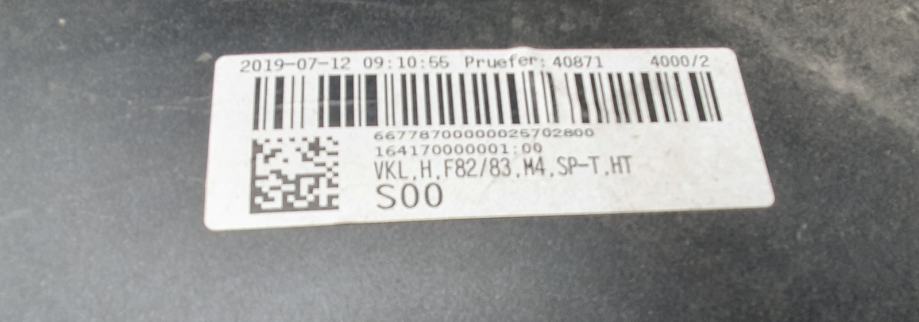 2019-07-12 09:10:55 Pruefer: 40871 4000/2
66778700000025702800
164170000001:00
VKL.H.F82/83.M4.SP-T.HT
S00